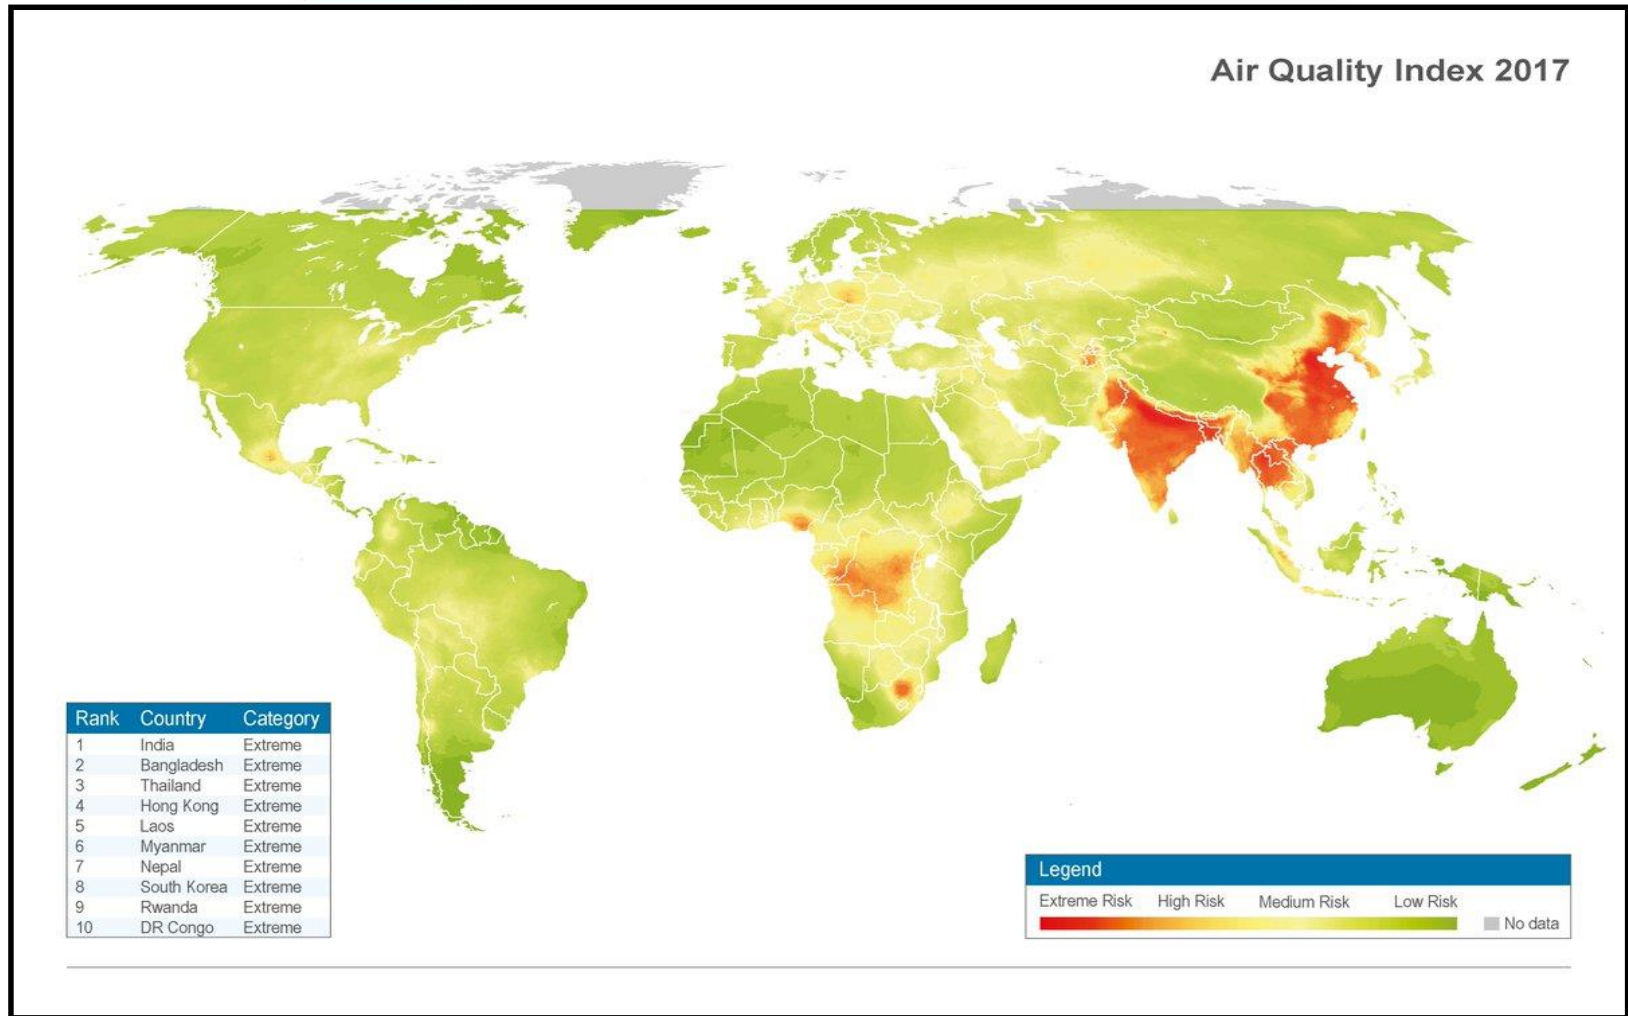 Air Quality Index 2017
Rank Country Category
1 India Extreme
2 Bangladesh Extreme
3 Thailand Extreme
4 Hong Kong Extreme
5 Laos Extreme
6 Myanmar Extreme
7 Nepal Extreme
8 South Korea Extreme
9 Rwanda Extreme
10 DR Congo Extreme
Legend
Extreme Risk High Risk Medium Risk Low Risk
No data